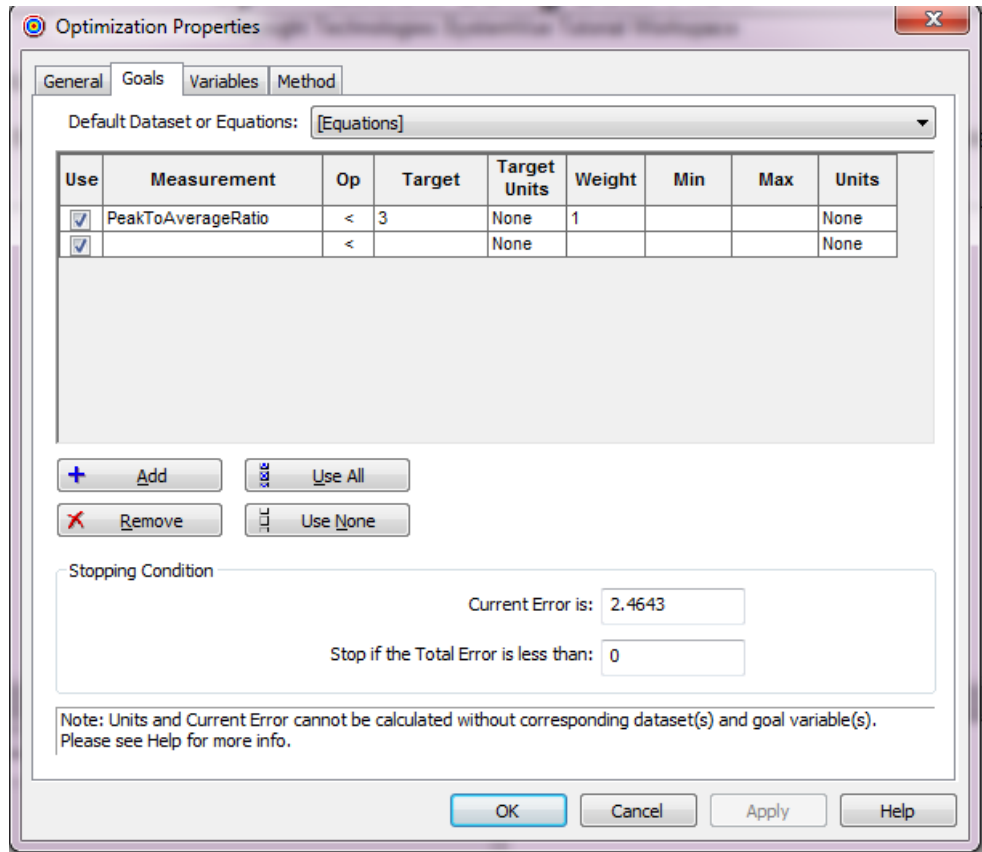 Optimization Properties
General Goals Variables Method
Default Dataset or Equations: [Equations]
Use Measurement Op Target Target Units Weight Min Max Units
PeakToAverageRatio < 3 None 1 None
< None None
+ Add Use All
Remove Use None
Stopping Condition
Current Error is: 2.4643
Stop if the Total Error is less than: 0
Note: Units and Current Error cannot be calculated without corresponding dataset(s) and goal variable(s).
Please see Help for more info.
OK Cancel Apply Help